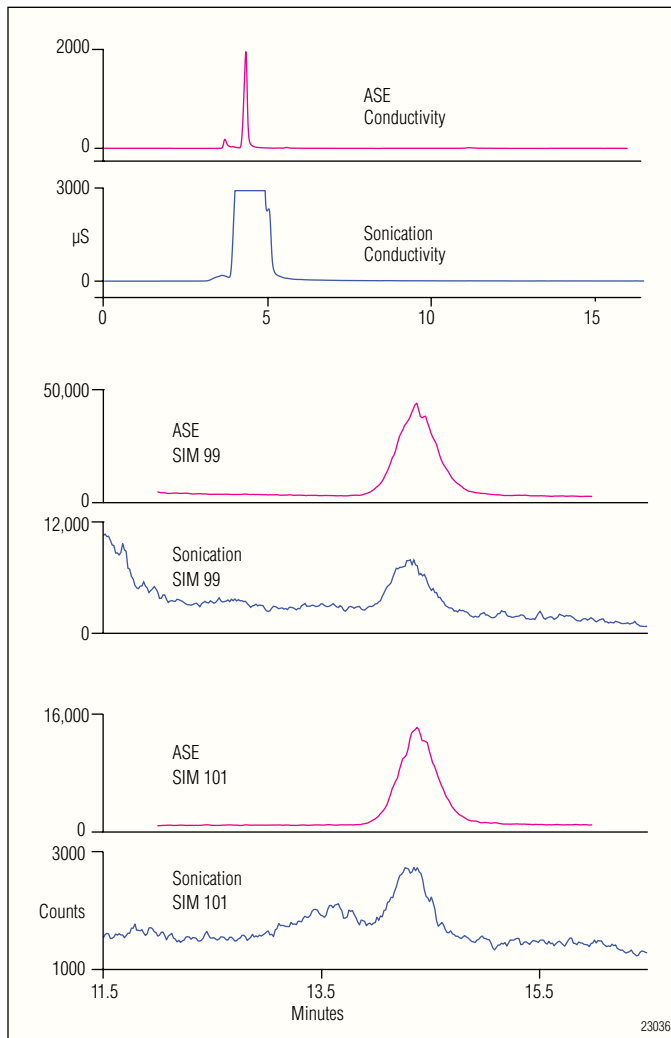 2000
ASE
Conductivity
0
3000
µS
Sonication
Conductivity
0
0 5 10 15
50,000
ASE
SIM 99
0
12,000
Sonication
SIM 99
0
16,000
ASE
SIM 101
0
3000
Sonication
SIM 101
Counts
1000
11.5 13.5 15.5
Minutes
23036